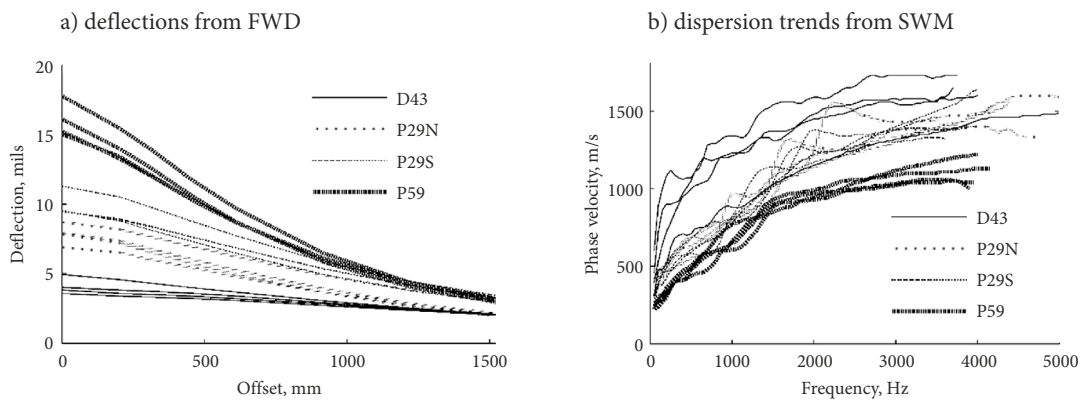 a) deflections from FWD
20
15
10
5
0
Deflection, mils
0
500
1000
1500
Offset, mm
D43
P29N
P29S
P59
b) dispersion trends from SWM
1500
1000
500
0
Phase velocity, m/s
0
1000
2000
3000
4000
5000
Frequency, Hz
D43
P29N
P29S
P59